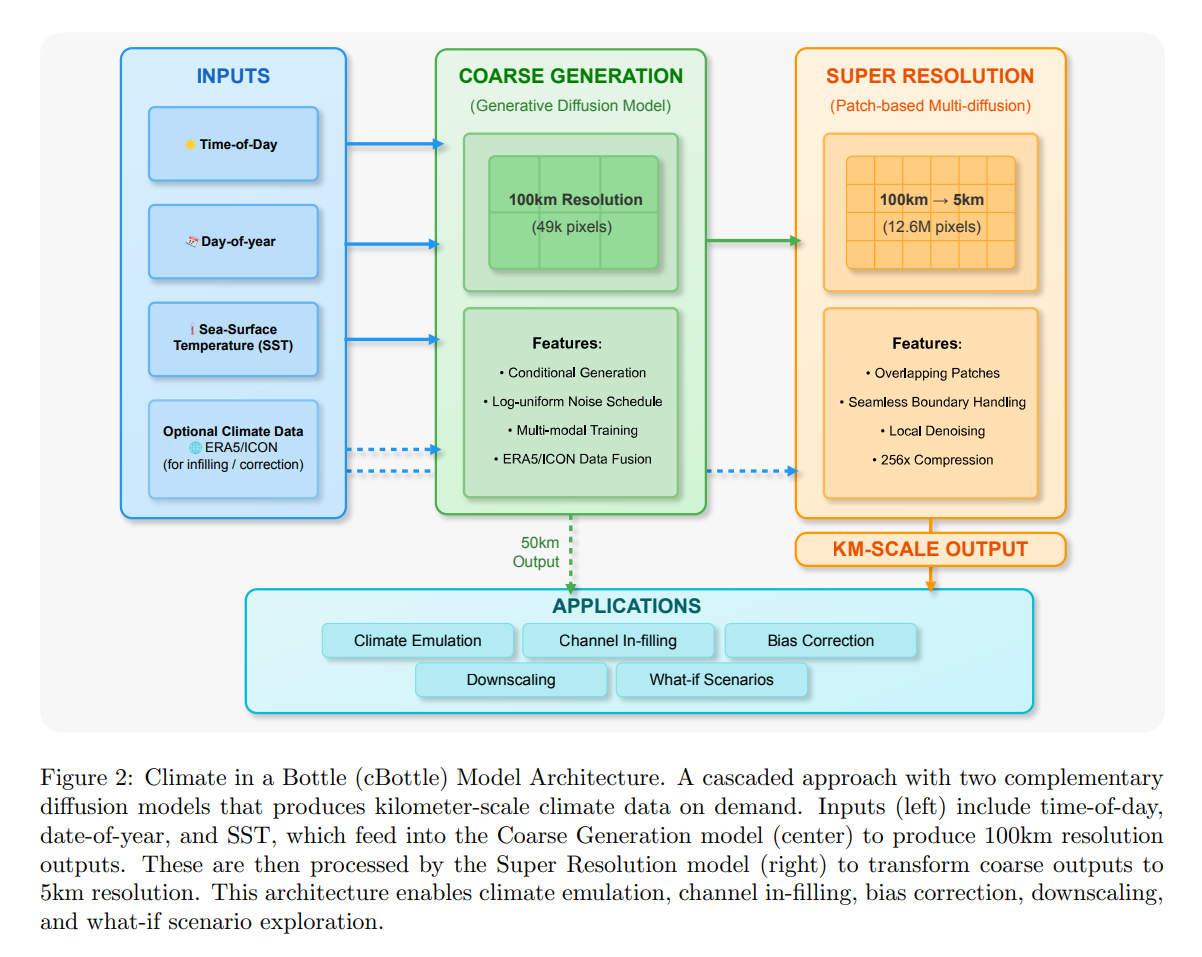 INPUTS
Time-of-Day
Day-of-year
Sea-Surface
Temperature (SST)
Optional Climate Data
ERA5/ICON
(for infilling / correction)
COARSE GENERATION
(Generative Diffusion Model)
100km Resolution
(49k pixels)
Features:
• Conditional Generation
• Log-uniform Noise Schedule
• Multi-modal Training
• ERA5/ICON Data Fusion
SUPER RESOLUTION
(Patch-based Multi-diffusion)
100km → 5km
(12.6M pixels)
Features:
• Overlapping Patches
• Seamless Boundary Handling
• Local Denoising
• 256x Compression
50km
Output
KM-SCALE OUTPUT
APPLICATIONS
Climate Emulation
Channel In-filling
Bias Correction
Downscaling
What-if Scenarios
Figure 2: Climate in a Bottle (cBottle) Model Architecture. A cascaded approach with two complementary
diffusion models that produces kilometer-scale climate data on demand. Inputs (left) include time-of-day,
date-of-year, and SST, which feed into the Coarse Generation model (center) to produce 100km resolution
outputs. These are then processed by the Super Resolution model (right) to transform coarse outputs to
5km resolution. This architecture enables climate emulation, channel in-filling, bias correction, downscaling,
and what-if scenario exploration.